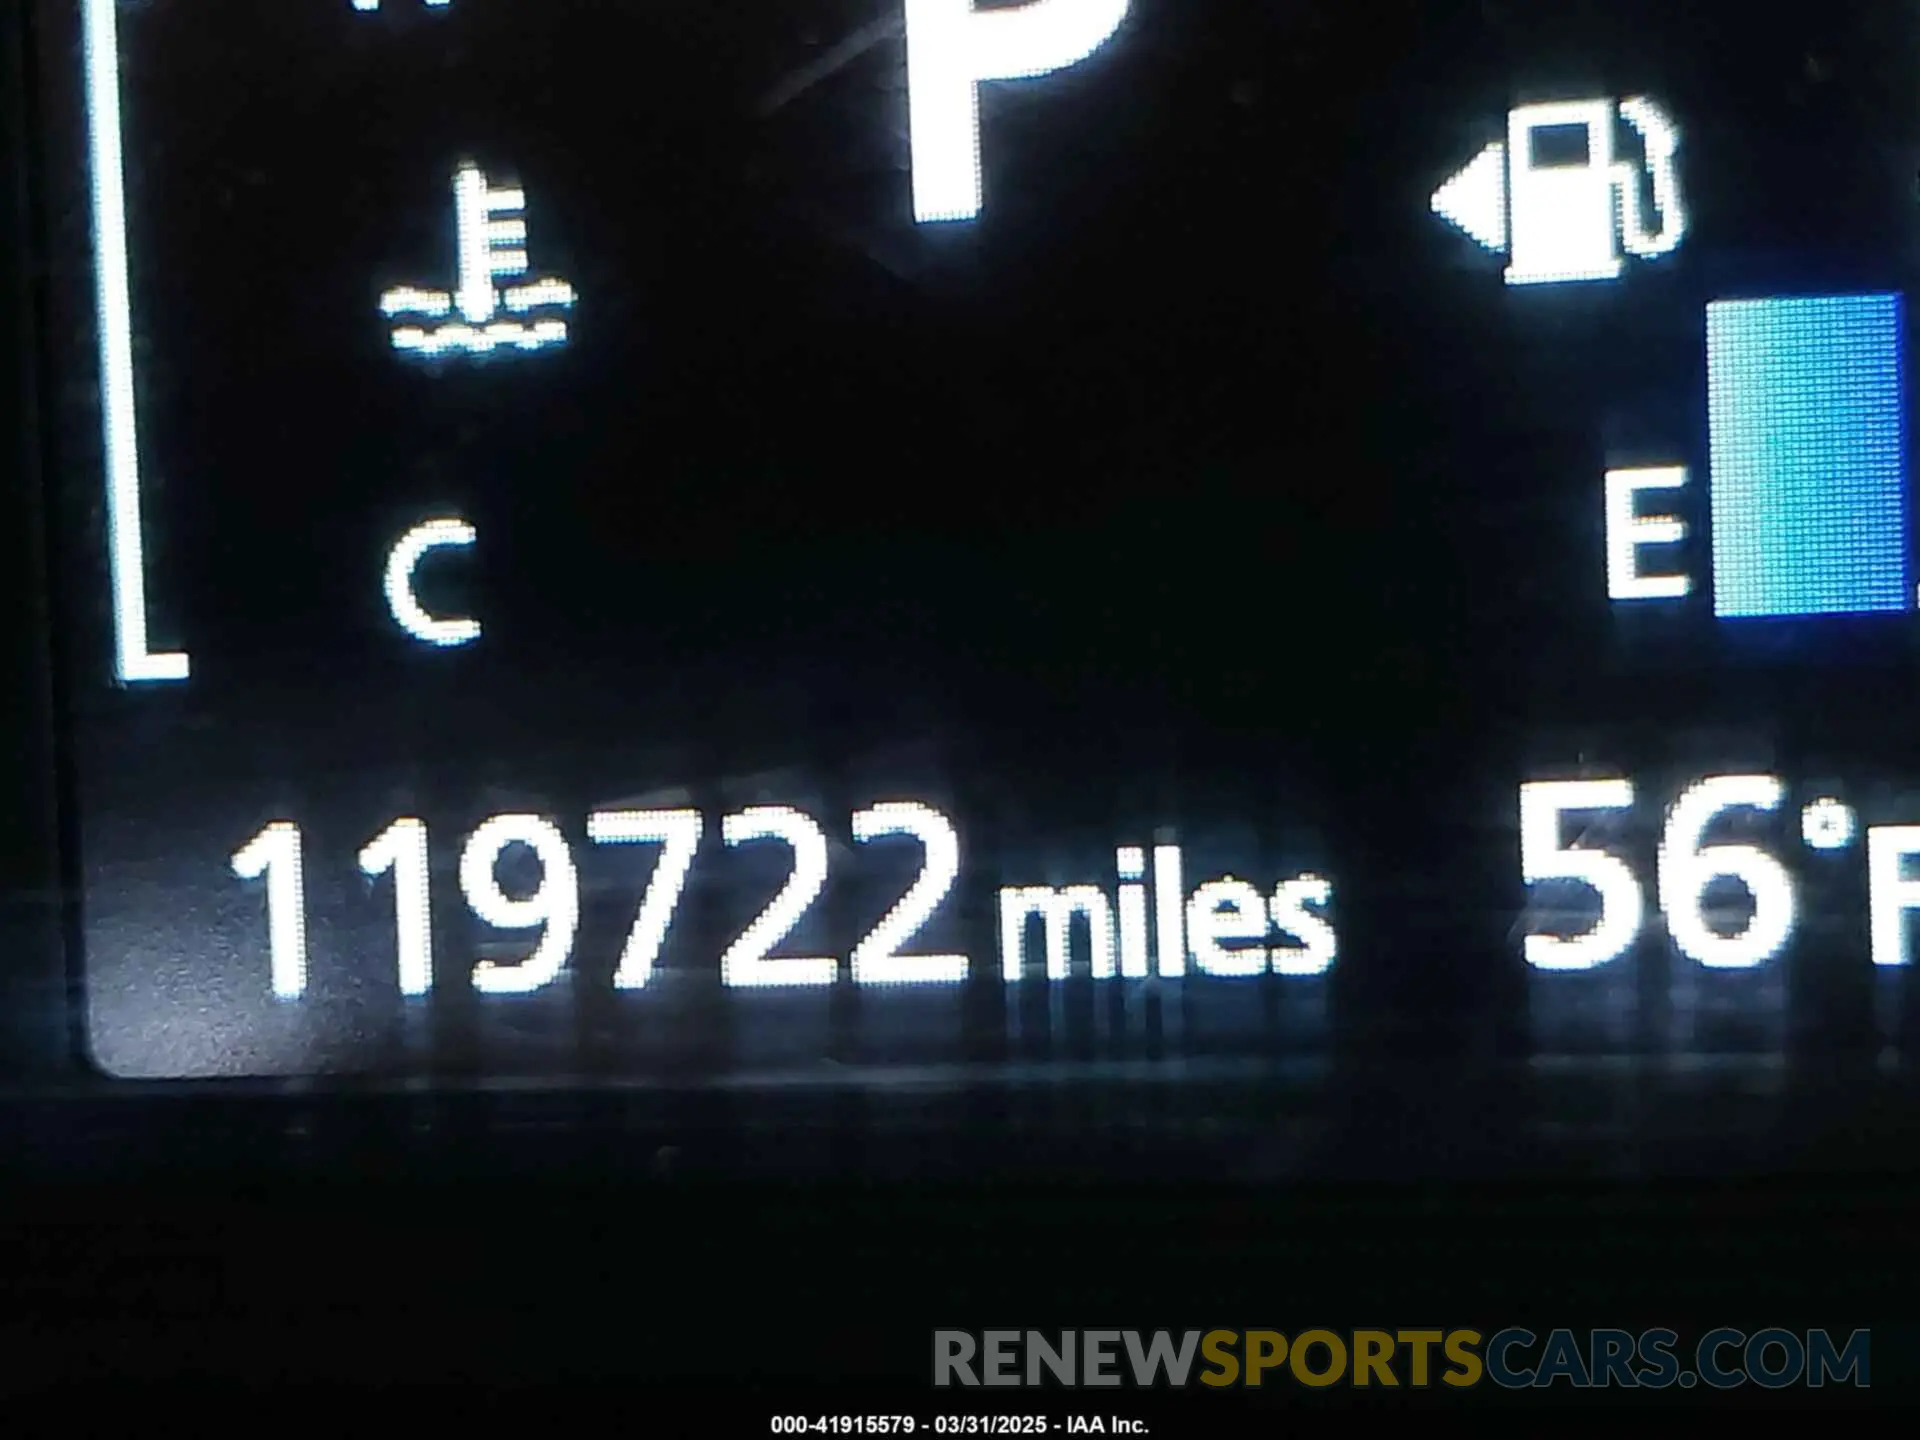 P
C
E
119722 miles
56°F
RENEWSPORTSCARS.COM
000-41915579 - 03/31/2025 - IAA Inc.